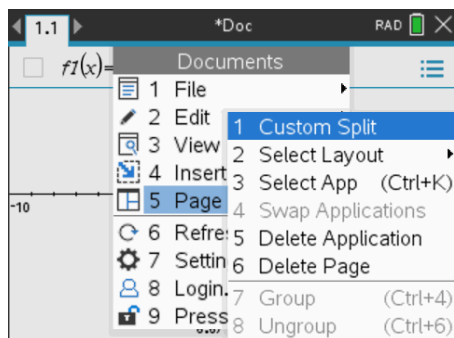 1.1 *Doc RAD
f1(x)= Documents
1 File
2 Edit
3 View
4 Insert
5 Page
6 Refre
7 Settin
8 Login.
9 Press
1 Custom Split
2 Select Layout
3 Select App (Ctrl+K)
4 Swap Applications
5 Delete Application
6 Delete Page
7 Group (Ctrl+4)
8 Ungroup (Ctrl+6)
-10